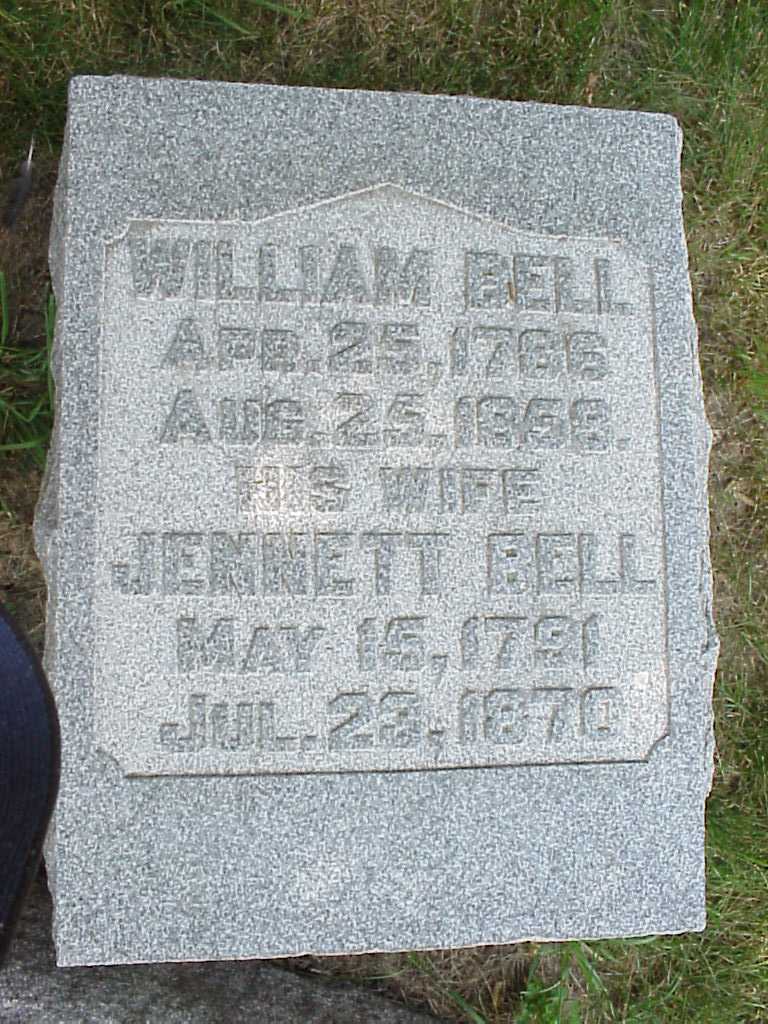 WILLIAM BELL
APR. 25, 1786
AUG. 25, 1858.
HIS WIFE
JENNETT BELL
MAY 15, 1791
JUL. 23, 1870